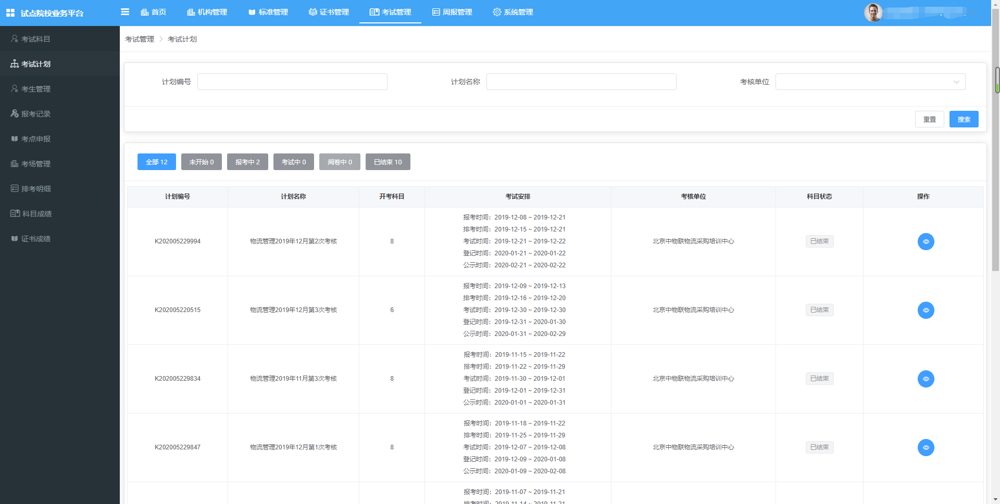 试点院校业务平台
首页
机构管理
标准管理
证书管理
考试管理
周报管理
系统管理
考试科目
考试计划
考生管理
报考记录
考点申报
考场管理
排考明细
科目成绩
证书成绩
考试管理 > 考试计划
计划编号
计划名称
考核单位
重置
搜索
全部 12
未开始 0
报考中 2
考试中 0
阅卷中 0
已结束 10
计划编号 计划名称 开考科目 考试安排 考核单位 科目状态 操作
报考时间：2019-12-08 ~ 2019-12-21
排考时间：2019-12-15 ~ 2019-12-21
K202005229994 物流管理2019年12月第2次考核 8 考试时间：2019-12-21 ~ 2019-12-22 北京中物联物流采购培训中心 已结束
登记时间：2020-01-21 ~ 2020-01-22
公示时间：2020-02-21 ~ 2020-02-22
报考时间：2019-12-09 ~ 2019-12-13
排考时间：2019-12-16 ~ 2019-12-20
K202005220515 物流管理2019年12月第3次考核 6 考试时间：2019-12-30 ~ 2019-12-30 北京中物联物流采购培训中心 已结束
登记时间：2019-12-31 ~ 2020-01-30
公示时间：2020-01-31 ~ 2020-02-29
报考时间：2019-11-15 ~ 2019-11-22
排考时间：2019-11-22 ~ 2019-11-29
K202005229834 物流管理2019年11月第3次考核 8 考试时间：2019-11-30 ~ 2019-12-01 北京中物联物流采购培训中心 已结束
登记时间：2019-12-01 ~ 2019-12-31
公示时间：2020-01-01 ~ 2020-01-31
报考时间：2019-11-18 ~ 2019-11-22
排考时间：2019-11-25 ~ 2019-11-29
K202005229847 物流管理2019年12月第1次考核 8 考试时间：2019-12-07 ~ 2019-12-08 北京中物联物流采购培训中心 已结束
登记时间：2019-12-09 ~ 2020-01-08
公示时间：2020-01-09 ~ 2020-02-08
报考时间：2019-11-07 ~ 2019-11-21
排考时间：2019-11-14 ~ 2019-11-21